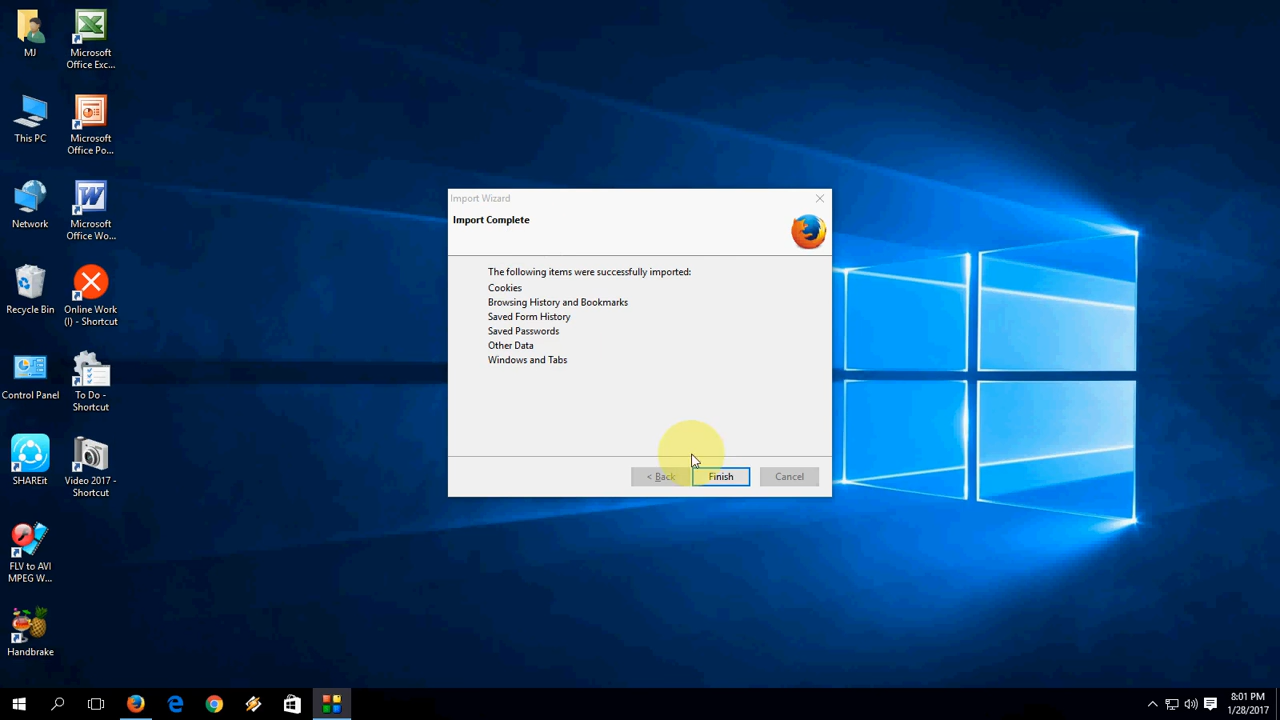 MJ
Microsoft
Office Exc...
This PC
Microsoft
Office Po...
Network
Microsoft
Office Wo...
Recycle Bin
Online Work
(I) - Shortcut
Control Panel
To Do -
Shortcut
SHAREit
Video 2017 -
Shortcut
FLV to AVI
MPEG W...
Handbrake
Import Wizard
Import Complete
The following items were successfully imported:
Cookies
Browsing History and Bookmarks
Saved Form History
Saved Passwords
Other Data
Windows and Tabs
< Back
Finish
Cancel
8:01 PM
1/28/2017